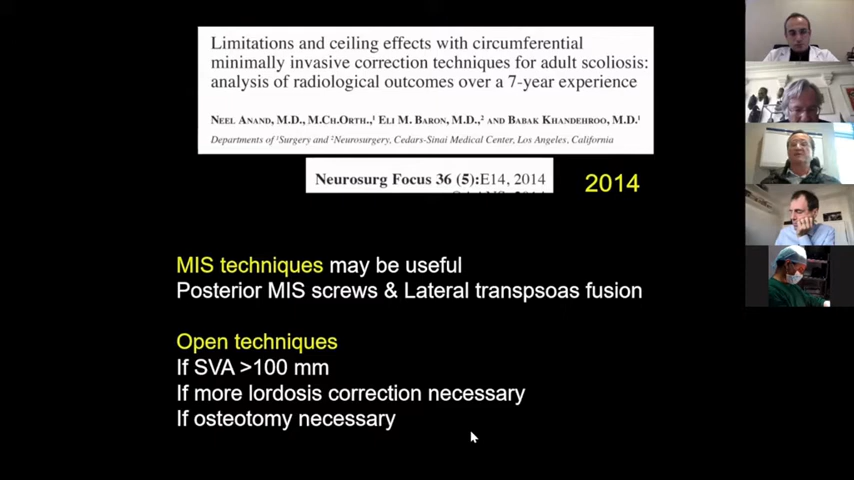 Limitations and ceiling effects with circumferential
minimally invasive correction techniques for adult scoliosis:
analysis of radiological outcomes over a 7-year experience
Neel Anand, M.D., M.Ch.Orth.,1 Eli M. Baron, M.D.,2 and Babak Khandehroo, M.D.1
Departments of 1Surgery and 2Neurosurgery, Cedars-Sinai Medical Center, Los Angeles, California
Neurosurg Focus 36 (5):E14, 2014
2014
MIS techniques may be useful
Posterior MIS screws & Lateral transpsoas fusion
Open techniques
If SVA >100 mm
If more lordosis correction necessary
If osteotomy necessary